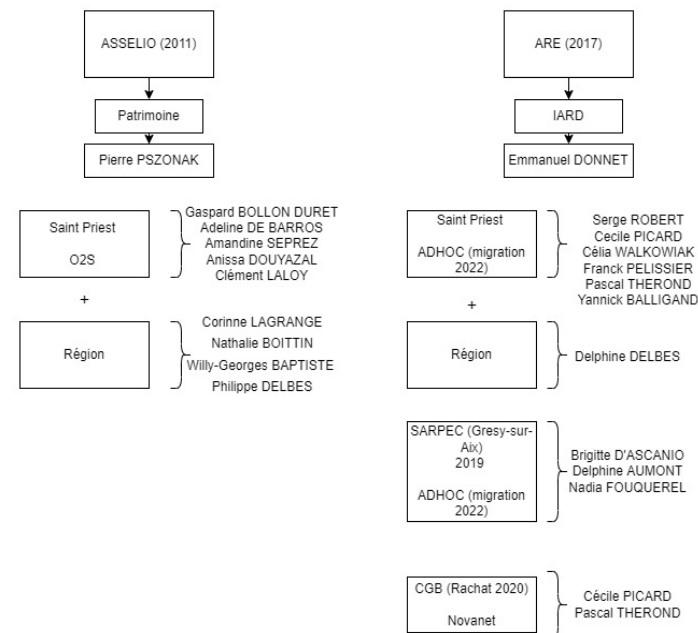 ASSELIO (2011)
Patrimoine
Pierre PSZONAK
Saint Priest
O2S
Gaspard BOLLON DURET
Adeline DE BARROS
Amandine SEPREZ
Anissa DOUYAZAL
Clément LALOY
+
Région
Corinne LAGRANGE
Nathalie BOITTIN
Willy-Georges BAPTISTE
Philippe DELBES
ARE (2017)
IARD
Emmanuel DONNET
Saint Priest
ADHOC (migration
2022)
Serge ROBERT
Cecile PICARD
Célia WALKOWIAK
Franck PELISSIER
Pascal THEROND
Yannick BALLIGAND
+
Région
Delphine DELBES
SARPEC (Gresy-sur-
Aix)
2019
ADHOC (migration
2022)
Brigitte D'ASCANIO
Delphine AUMONT
Nadia FOUQUEREL
CGB (Rachat 2020)
Novanet
Cécile PICARD
Pascal THEROND